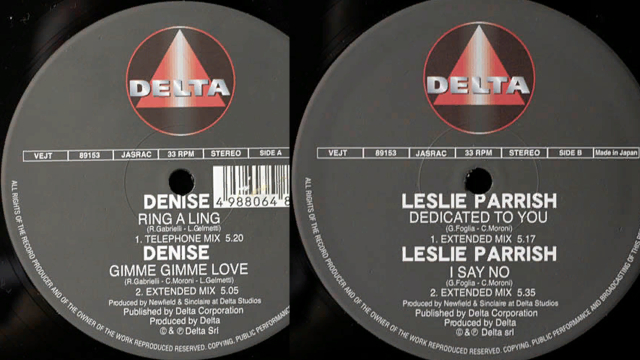 DELTA
VEJT 89153 JASRAC 33 RPM STEREO SIDE A
4 988064 8
DENISE
RING A LING
(R.Gabrielli - L.Gelmetti)
1. TELEPHONE MIX 5.20
DENISE
GIMME GIMME LOVE
(R.Gabrielli - C.Moroni - L.Gelmetti)
2. EXTENDED MIX 5.05
Produced by Newfield & Sinclaire at Delta Studios
Published by Delta Corporation
Produced by Delta
© & ℗ Delta Srl
ALL RIGHTS OF THE RECORD PRODUCER AND OF THE OWNER OF THE WORK REPRODUCED RESERVED. COPYING, PUBLIC PERFORMANCE
DELTA
VEJT 89153 JASRAC 33 RPM STEREO SIDE B Made in Japan
LESLIE PARRISH
DEDICATED TO YOU
(G.Foglia - C.Moroni)
1. EXTENDED MIX 5.17
LESLIE PARRISH
I SAY NO
(G.Foglia - C.Moroni)
2. EXTENDED MIX 5.35
Produced by Newfield & Sinclaire at Delta Studios
Published by Delta Corporation
Produced by Delta
© & ℗ Delta srl
ALL RIGHTS OF THE RECORD PRODUCER AND OF THE OWNER OF THE WORK REPRODUCED RESERVED. COPYING, PUBLIC PERFORMANCE AND BROADCASTING OF